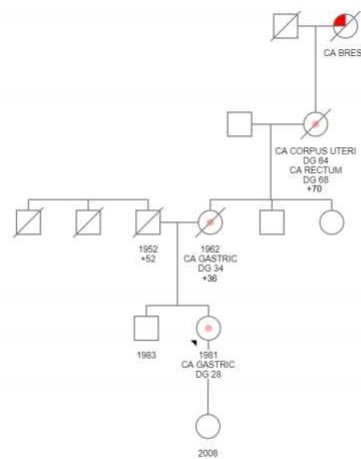 CA BRES
CA CORPUS UTERI
DG 64
CA RECTUM
DG 68
+70
1952
+52
1962
CA GASTRIC
DG 34
+36
1983
1981
CA GASTRIC
DG 28
2008